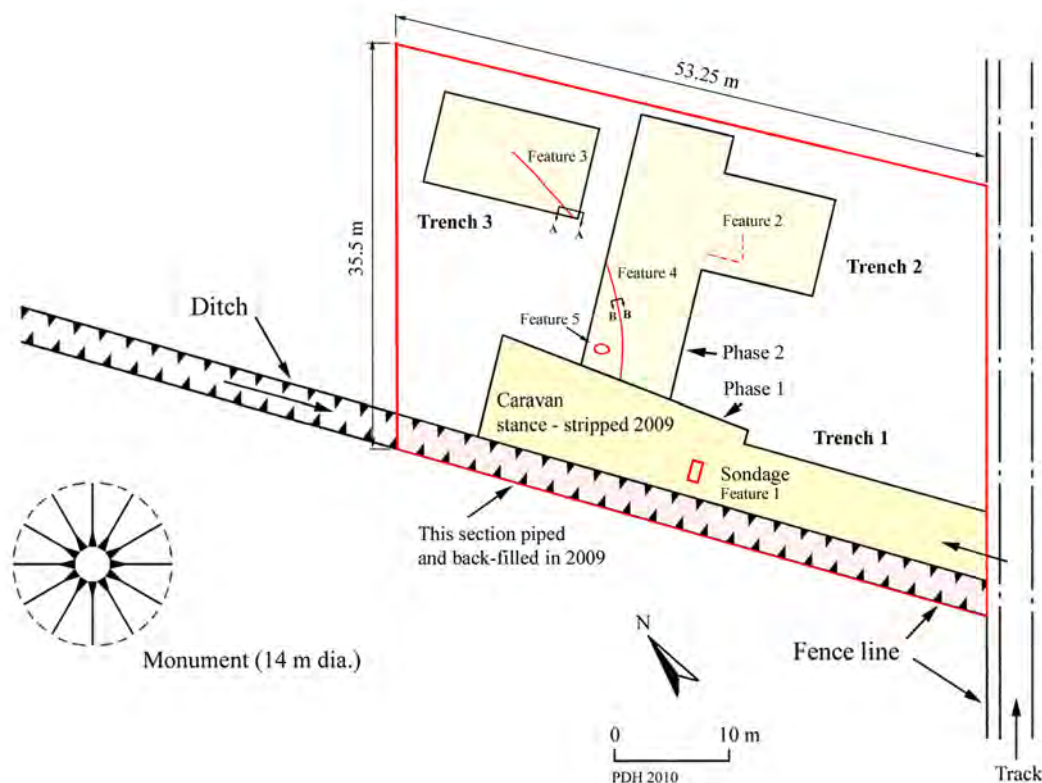 53.25 m
35.5 m
Feature 3
A
A
Trench 3
Feature 2
Trench 2
Feature 4
B
B
Feature 5
Ditch
Phase 2
Phase 1
Caravan
stance - stripped 2009
Trench 1
Sondage
Feature 1
This section piped
and back-filled in 2009
N
Monument (14 m dia.)
Fence line
0
10 m
PDH 2010
Track